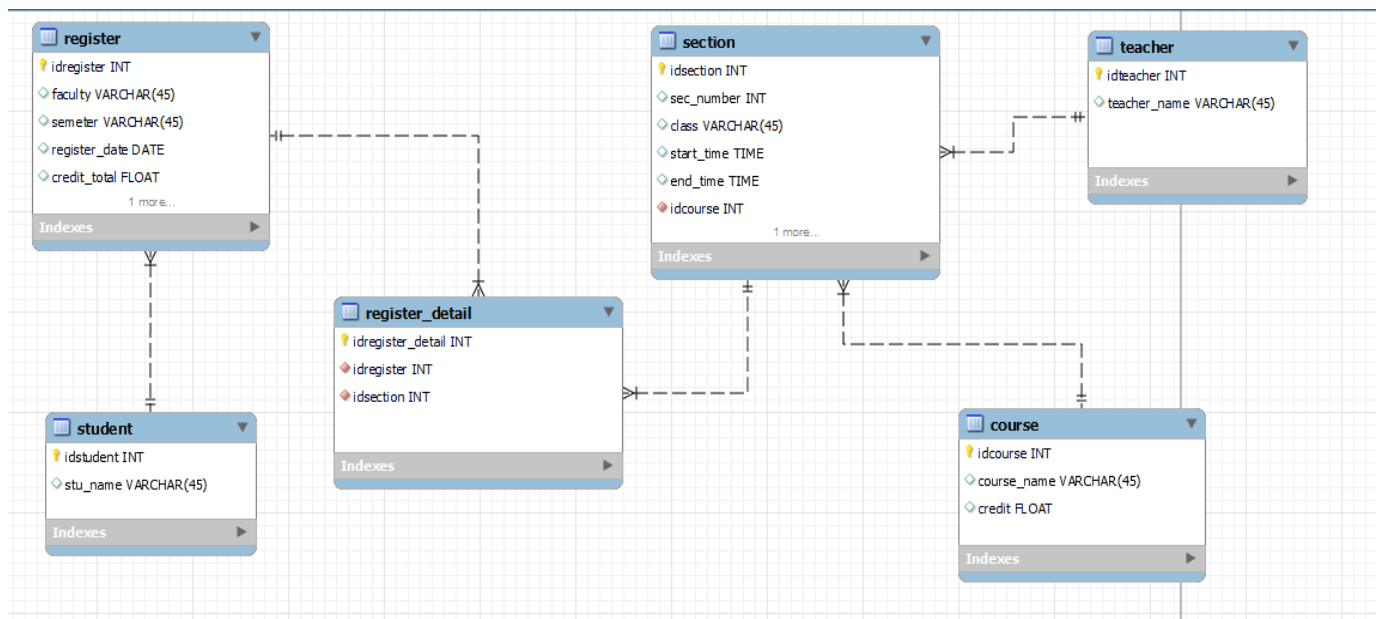 register
idregister INT
faculty VARCHAR(45)
semeter VARCHAR(45)
register_date DATE
credit_total FLOAT
1 more...
Indexes
section
idsection INT
sec_number INT
class VARCHAR(45)
start_time TIME
end_time TIME
idcourse INT
1 more...
Indexes
teacher
idteacher INT
teacher_name VARCHAR(45)
Indexes
register_detail
idregister_detail INT
idregister INT
idsection INT
Indexes
student
idstudent INT
stu_name VARCHAR(45)
Indexes
course
idcourse INT
course_name VARCHAR(45)
credit FLOAT
Indexes